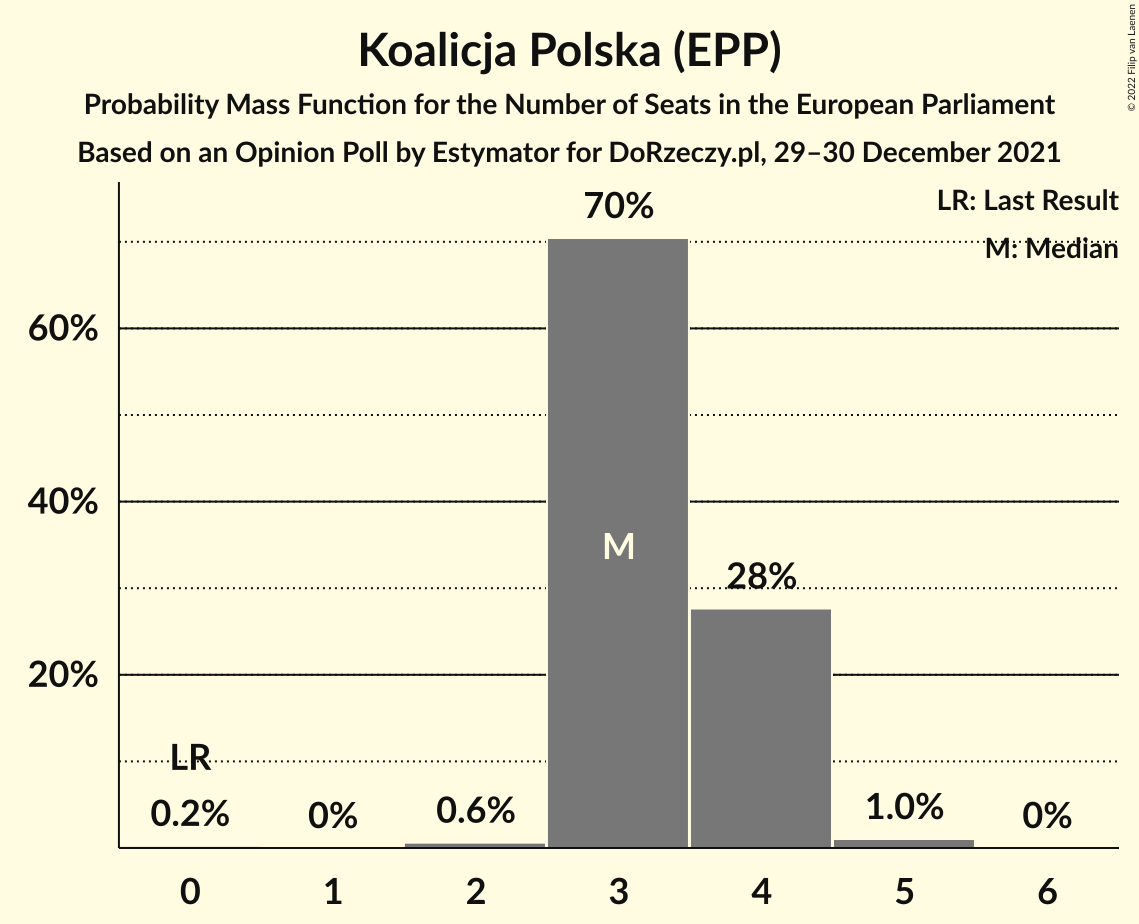 Koalicja Polska (EPP)
Probability Mass Function for the Number of Seats in the European Parliament
Based on an Opinion Poll by Estymator for DoRzeczy.pl, 29–30 December 2021
© 2022 Filip van Laenen
LR: Last Result
M: Median
70%
60%
40%
M
28%
20%
LR
0.2%
0%
0.6%
1.0%
0%
0
1
2
3
4
5
6